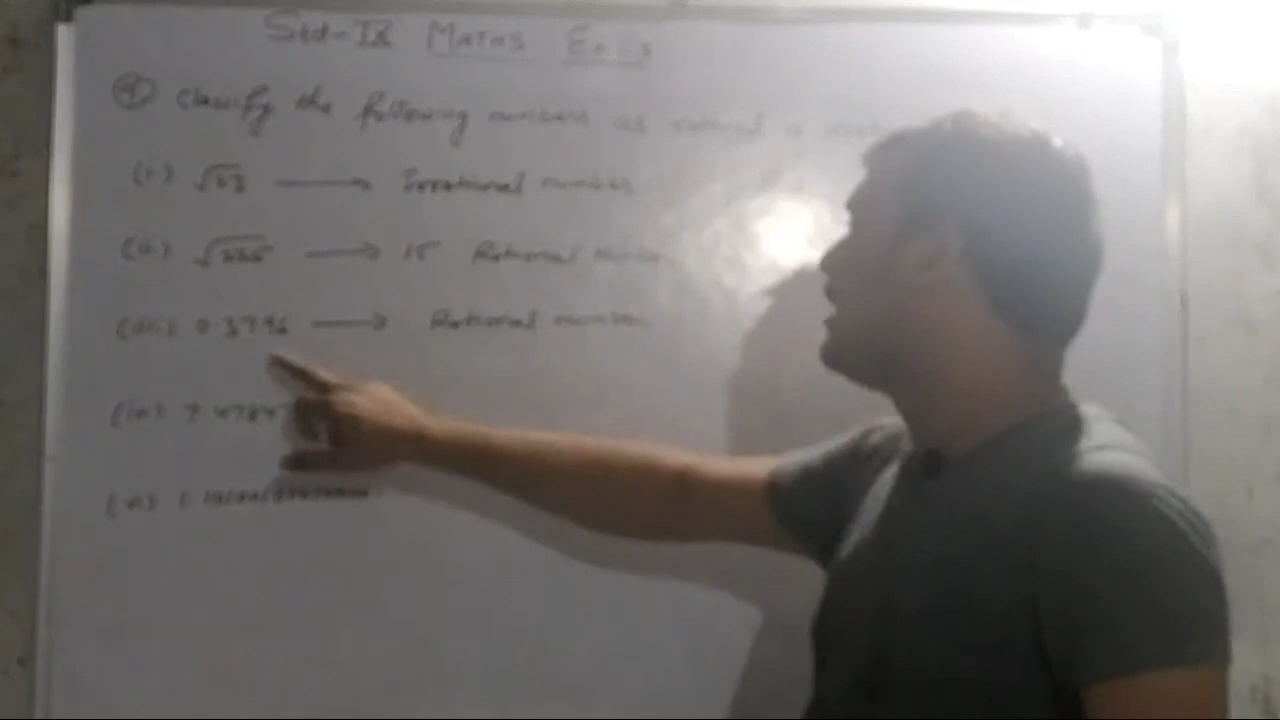 Std-IX Maths Ex.-3
Classify the following numbers as rational or
(i) √23 → Irrational number
(ii) √225 → 15 Rational Number
(iii) 0.3796 → Rational number
(iv) 7.4784
(v) 1.